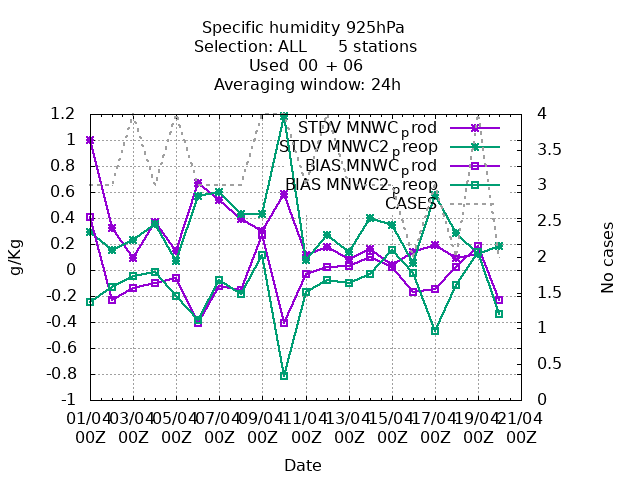 Specific humidity 925hPa
Selection: ALL 5 stations
Used 00 + 06
Averaging window: 24h
1.2
1
0.8
0.6
0.4
0.2
0
-0.2
-0.4
-0.6
-0.8
-1
g/Kg
STDV MNWC_prod
STDV MNWC2_preop
BIAS MNWC_prod
BIAS MNWC2_preop
CASES
4
3.5
3
2.5
2
1.5
1
0.5
0
No cases
01/04 03/04 05/04 07/04 09/04 11/04 13/04 15/04 17/04 19/04 21/04
00Z 00Z 00Z 00Z 00Z 00Z 00Z 00Z 00Z 00Z 00Z
Date